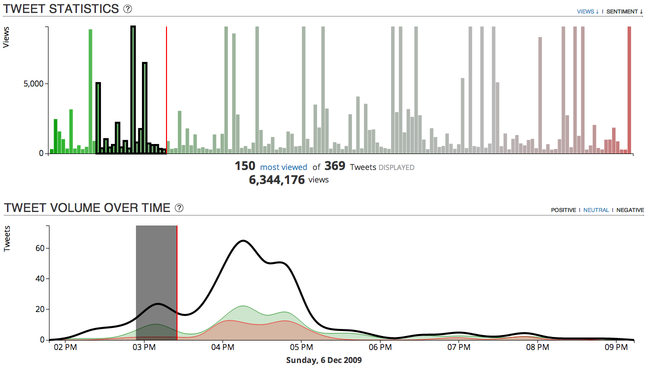 TWEET STATISTICS ?
VIEWS ↓ | SENTIMENT ↓
Views
5,000
0
150 most viewed of 369 Tweets DISPLAYED
6,344,176 views
TWEET VOLUME OVER TIME ?
POSITIVE | NEUTRAL | NEGATIVE
Tweets
60
40
20
0
02 PM 03 PM 04 PM 05 PM 06 PM 07 PM 08 PM 09 PM
Sunday, 6 Dec 2009